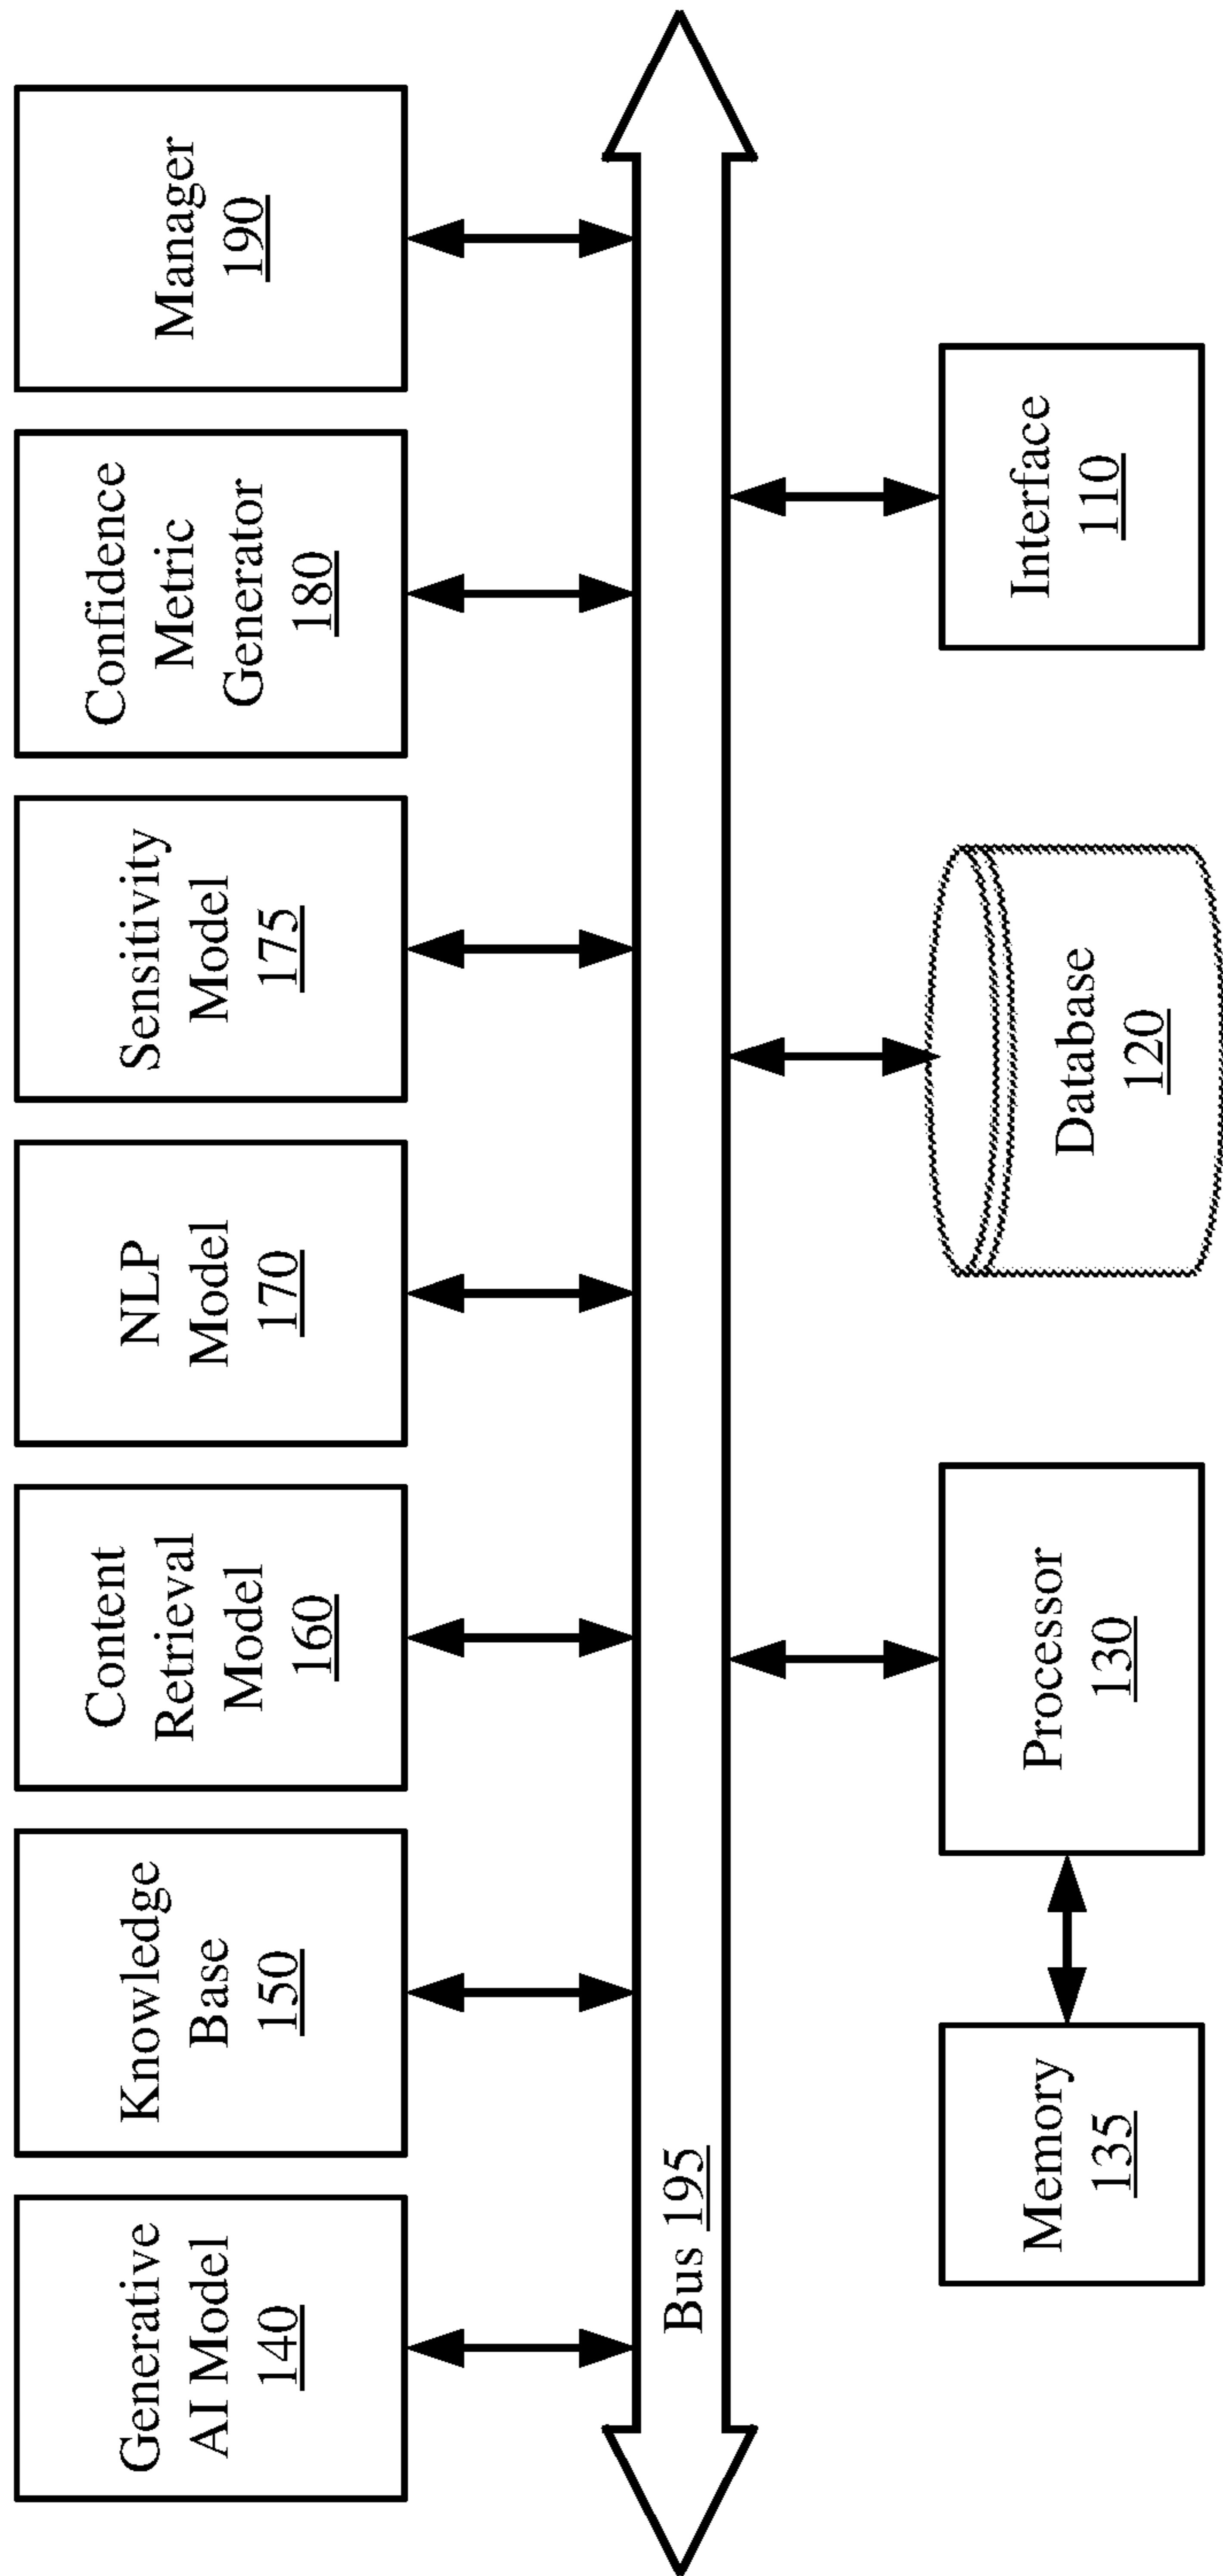 Generative
AI Model
140
Knowledge
Base
150
Content
Retrieval
Model
160
NLP
Model
170
Sensitivity
Model
175
Confidence
Metric
Generator
180
Manager
190
Bus 195
Memory
135
Processor
130
Database
120
Interface
110